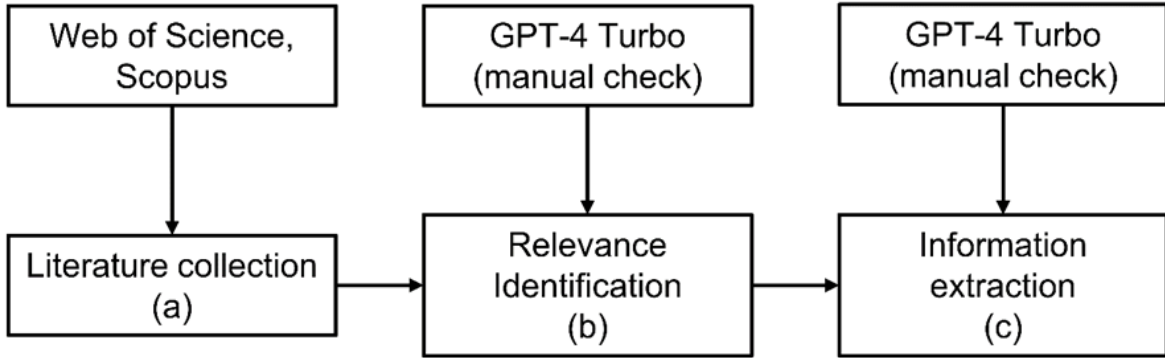 Web of Science,
Scopus
GPT-4 Turbo
(manual check)
GPT-4 Turbo
(manual check)
Literature collection
(a)
Relevance
Identification
(b)
Information
extraction
(c)